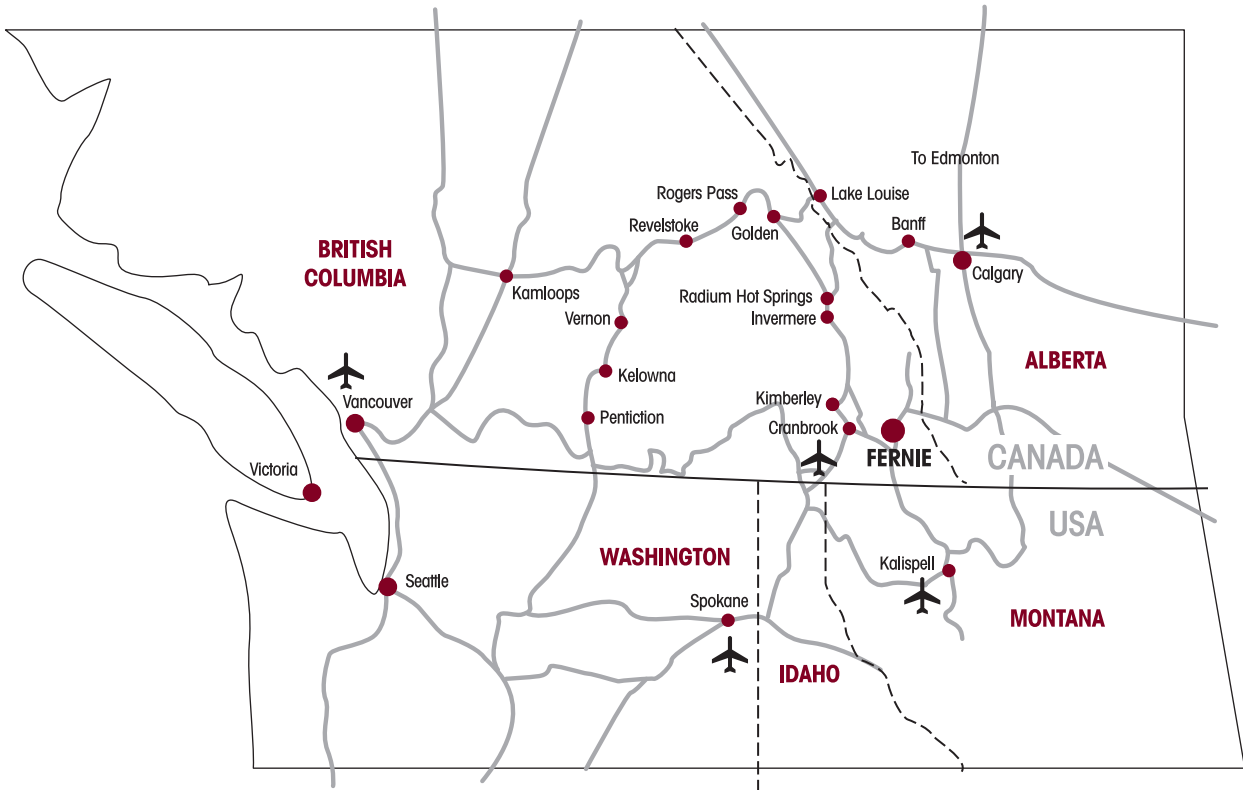 To Edmonton
Rogers Pass
Lake Louise
Revelstoke
Golden
Banff
BRITISH
COLUMBIA
Calgary
Kamloops
Radium Hot Springs
Vernon
Invermere
ALBERTA
Kelowna
Vancouver
Kimberley
Pentiction
Cranbrook
FERNIE
CANADA
Victoria
USA
WASHINGTON
Kalispell
Seattle
Spokane
MONTANA
IDAHO